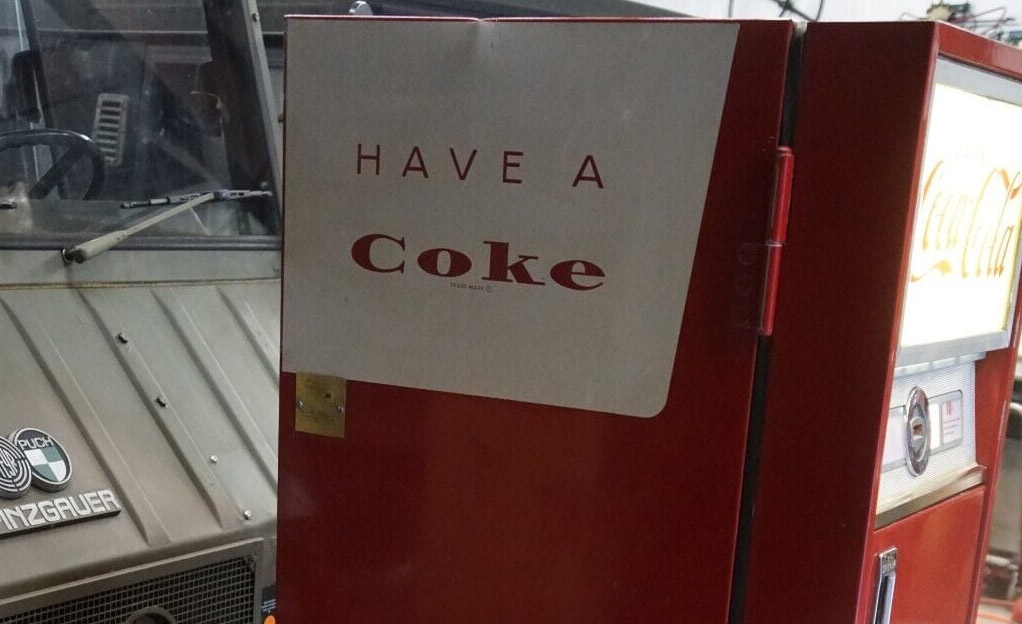 HAVE A
Coke
TRADE MARK ®
Coca-Cola
PUCH
PINZGAUER